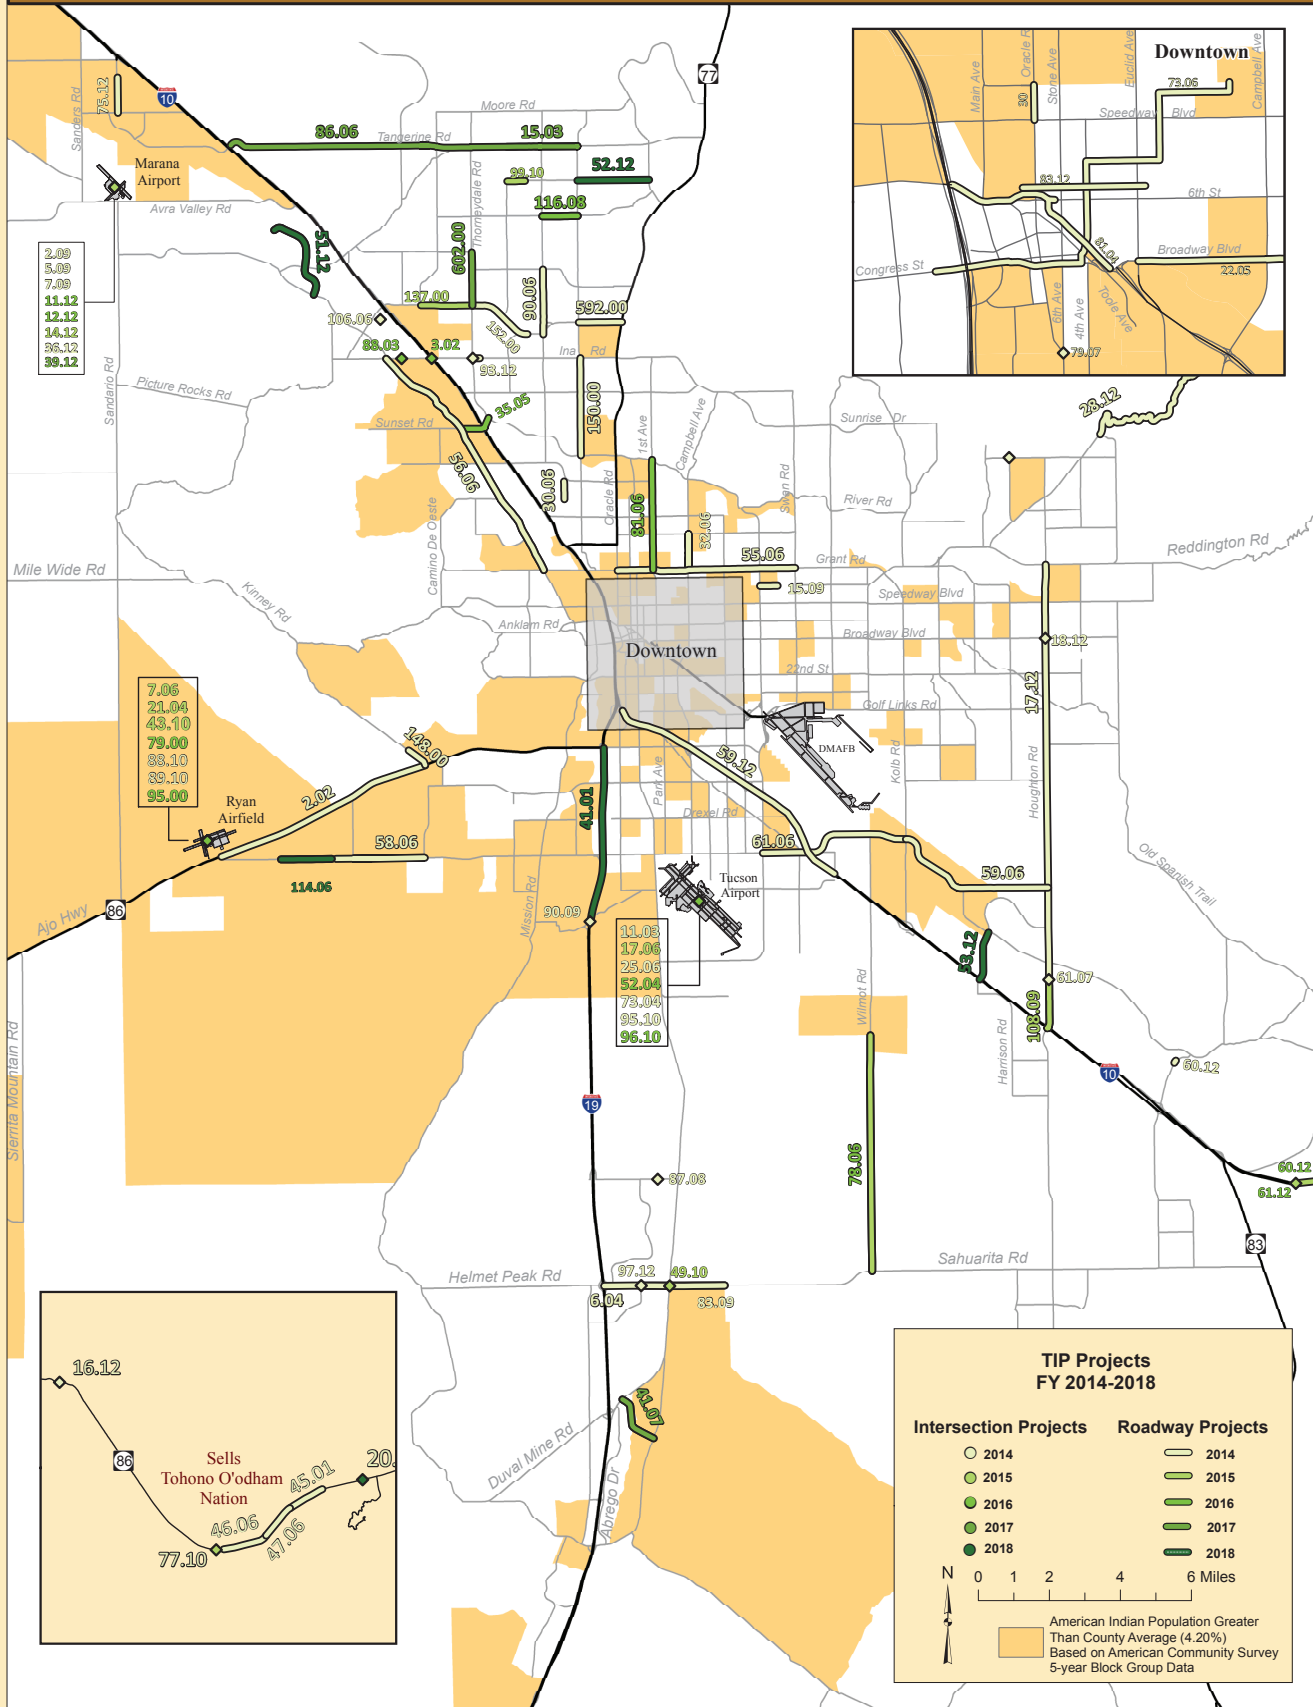 77
10
75.12
Sanders Rd
Moore Rd
86.06
Tangerine Rd
15.03
Marana
Airport
Avra Valley Rd
99.10
52.12
116.08
Thorneydale Rd
609.00
51.12
2.09
5.09
7.09
11.12
12.12
14.12
36.12
39.12
137.00
90.06
592.00
152.00
106.06
88.03
3.02
93.12
Ina Rd
Sandario Rd
Picture Rocks Rd
150.00
35.05
Sunset Rd
1st Ave
Campbell Ave
Sunrise Dr
28.12
56.06
30.06
Oracle Rd
81.06
32.06
Swan Rd
River Rd
Camino De Oeste
55.06
Grant Rd
Reddington Rd
Mile Wide Rd
15.09
Speedway Blvd
Kinney Rd
Anklam Rd
Broadway Blvd
18.12
Downtown
22nd St
17.12
Golf Links Rd
7.06
21.04
43.10
79.00
88.10
89.10
95.00
148.00
59.12
DMAFB
Kolb Rd
Houghton Rd
Park Ave
2.02
Ryan
Airfield
41.01
Drexel Rd
58.06
61.06
59.06
114.06
Tucson
Airport
Old Spanish Trail
Mission Rd
86
Ajo Hwy
90.09
11.03
17.06
25.06
52.04
73.04
95.10
96.10
53.12
61.07
Wilmot Rd
108.09
Harrison Rd
Sierrita Mountain Rd
10
60.12
19
78.06
87.08
60.12
61.12
83
Helmet Peak Rd
97.12
49.10
Sahuarita Rd
6.04
83.09
41.07
Duval Mine Rd
Abrego Dr
Downtown
Main Ave
Oracle R
Stone Ave
Euclid Ave
Campbell Ave
30
73.06
Speedway Blvd
83.12
6th St
81.04
Broadway Blvd
22.05
Congress St
6th Ave
4th Ave
Toole Ave
79.07
16.12
86
Sells
Tohono O'odham
Nation
45.01
20.
46.06
47.06
77.10
TIP Projects
FY 2014-2018
Intersection Projects
Roadway Projects
2014
2014
2015
2015
2016
2016
2017
2017
2018
2018
N
0 1 2 4 6 Miles
American Indian Population Greater
Than County Average (4.20%)
Based on American Community Survey
5-year Block Group Data